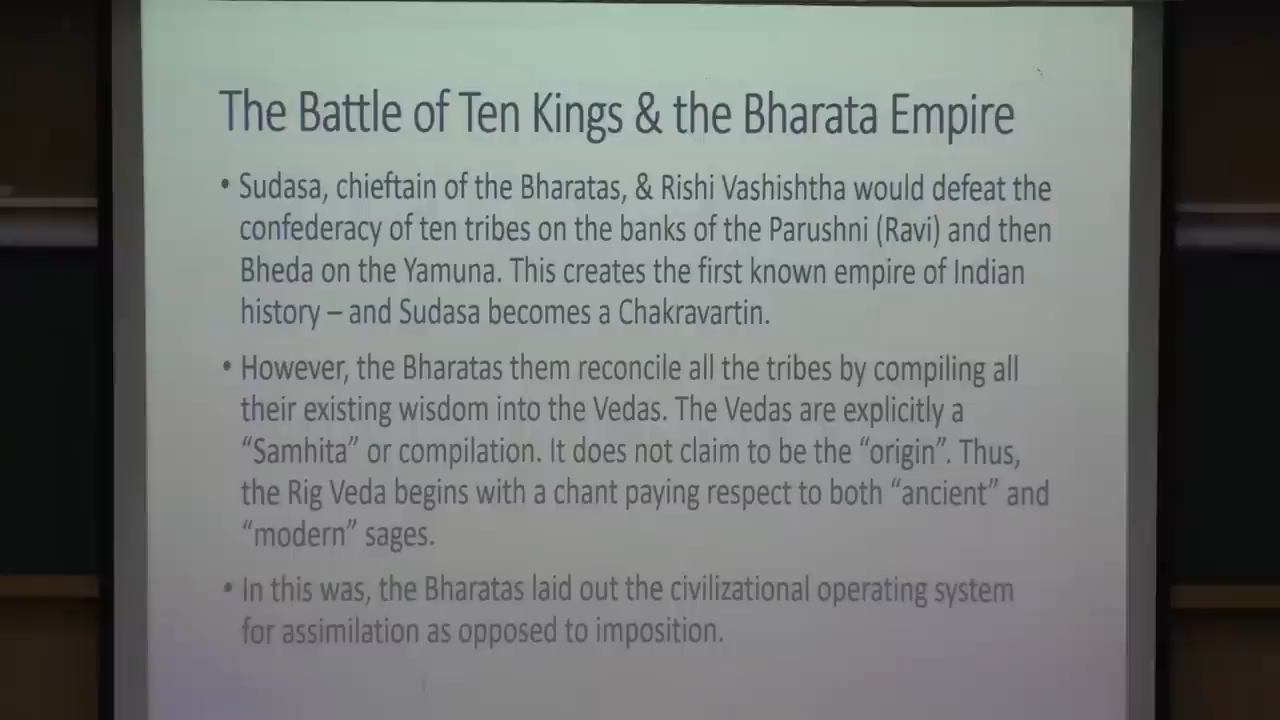 The Battle of Ten Kings & the Bharata Empire
• Sudasa, chieftain of the Bharatas, & Rishi Vashishtha would defeat the
confederacy of ten tribes on the banks of the Parushni (Ravi) and then
Bheda on the Yamuna. This creates the first known empire of Indian
history – and Sudasa becomes a Chakravartin.
• However, the Bharatas them reconcile all the tribes by compiling all
their existing wisdom into the Vedas. The Vedas are explicitly a
“Samhita” or compilation. It does not claim to be the “origin”. Thus,
the Rig Veda begins with a chant paying respect to both “ancient” and
“modern” sages.
• In this was, the Bharatas laid out the civilizational operating system
for assimilation as opposed to imposition.